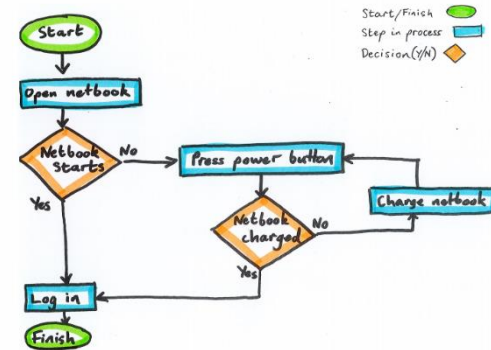 Start/Finish
Step in process
Decision (Y/N)
Start
Open netbook
Netbook
Starts
No
Yes
Press power button
Netbook
charged
No
Yes
Charge netbook
Log in
Finish